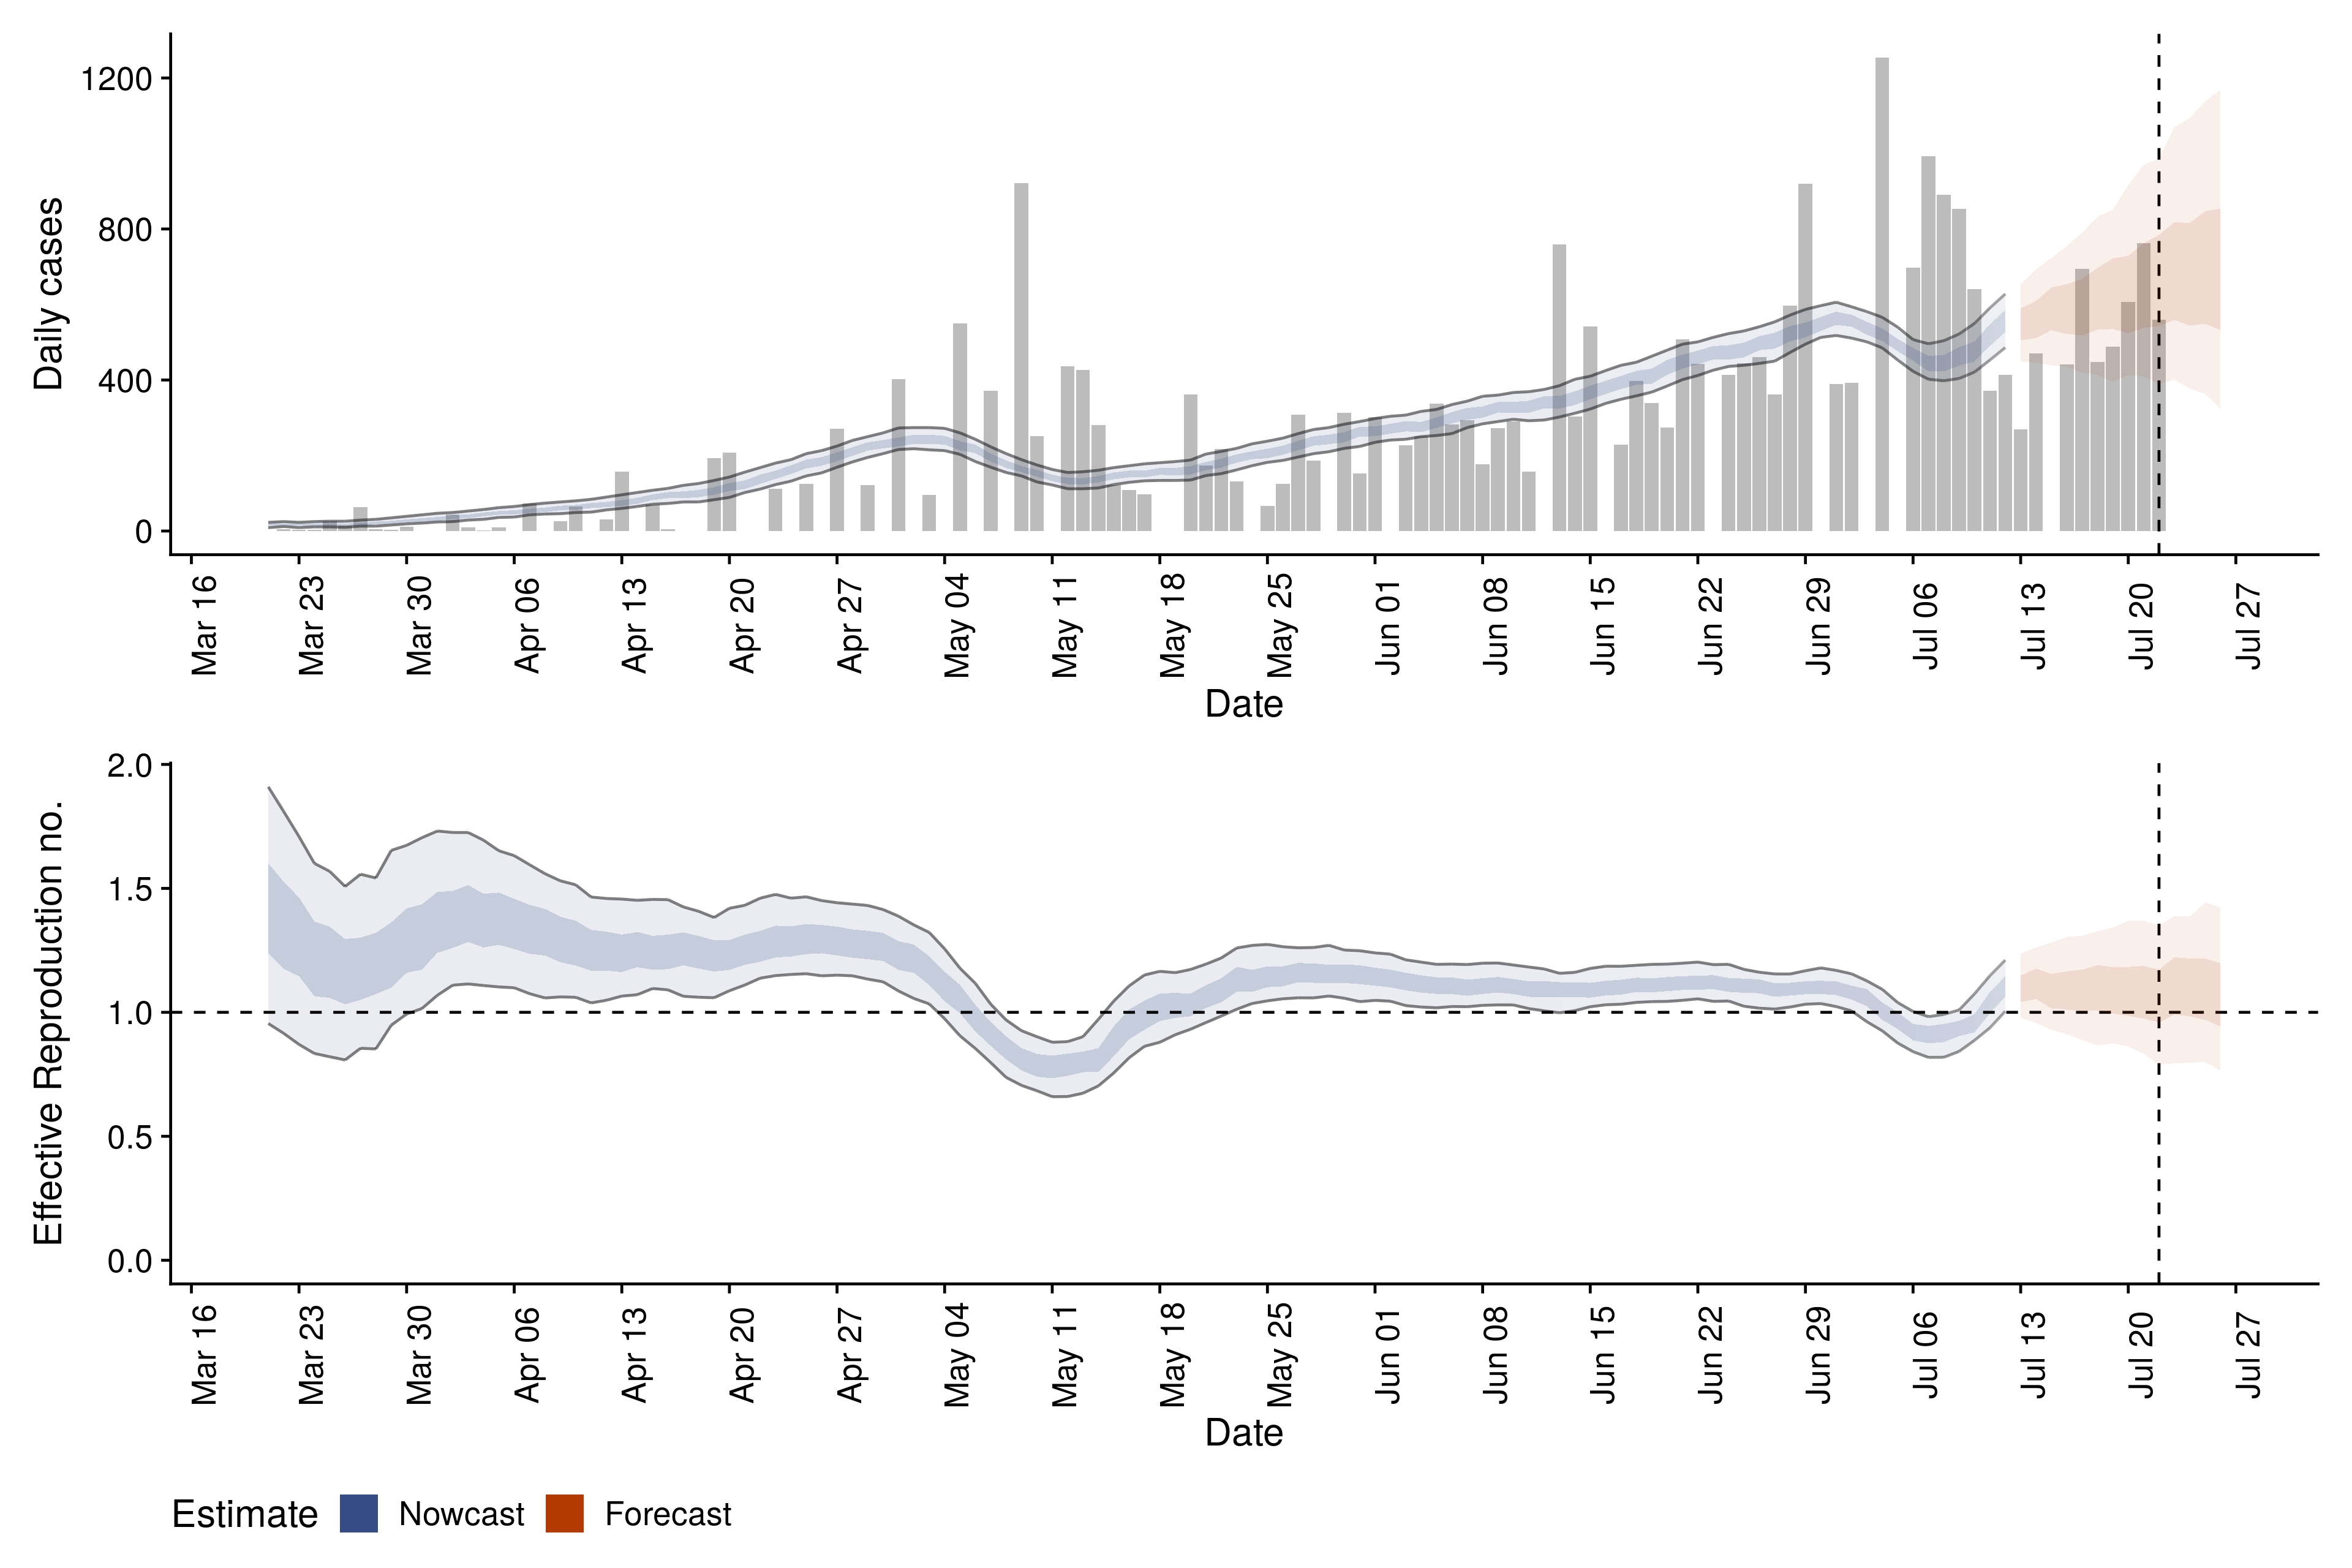 Daily cases
1200
800
400
0
Mar 16 Mar 23 Mar 30 Apr 06 Apr 13 Apr 20 Apr 27 May 04 May 11 May 18 May 25 Jun 01 Jun 08 Jun 15 Jun 22 Jun 29 Jul 06 Jul 13 Jul 20 Jul 27
Date
Effective Reproduction no.
2.0
1.5
1.0
0.5
0.0
Mar 16 Mar 23 Mar 30 Apr 06 Apr 13 Apr 20 Apr 27 May 04 May 11 May 18 May 25 Jun 01 Jun 08 Jun 15 Jun 22 Jun 29 Jul 06 Jul 13 Jul 20 Jul 27
Date
Estimate Nowcast Forecast